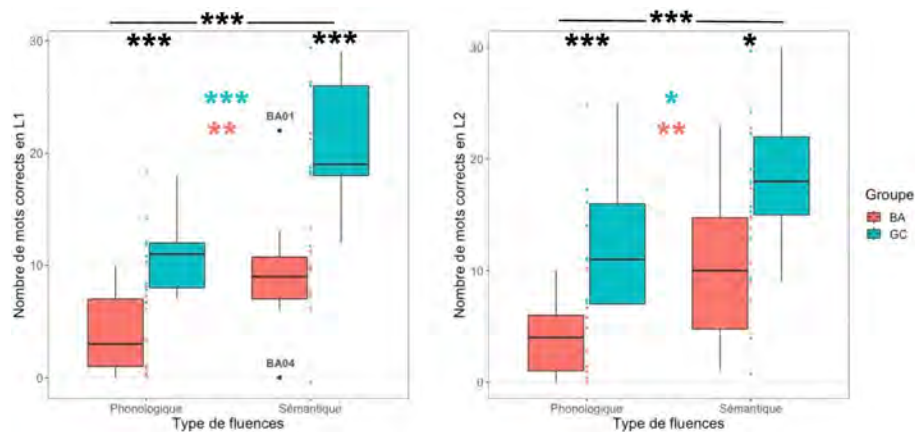 ***
***
***
***
**
BA01
BA04
30
20
10
0
Nombre de mots corrects en L1
Phonologique
Sémantique
Type de fluences
***
***
*
*
**
30
20
10
0
Nombre de mots corrects en L2
Phonologique
Sémantique
Type de fluences
Groupe
BA
GC